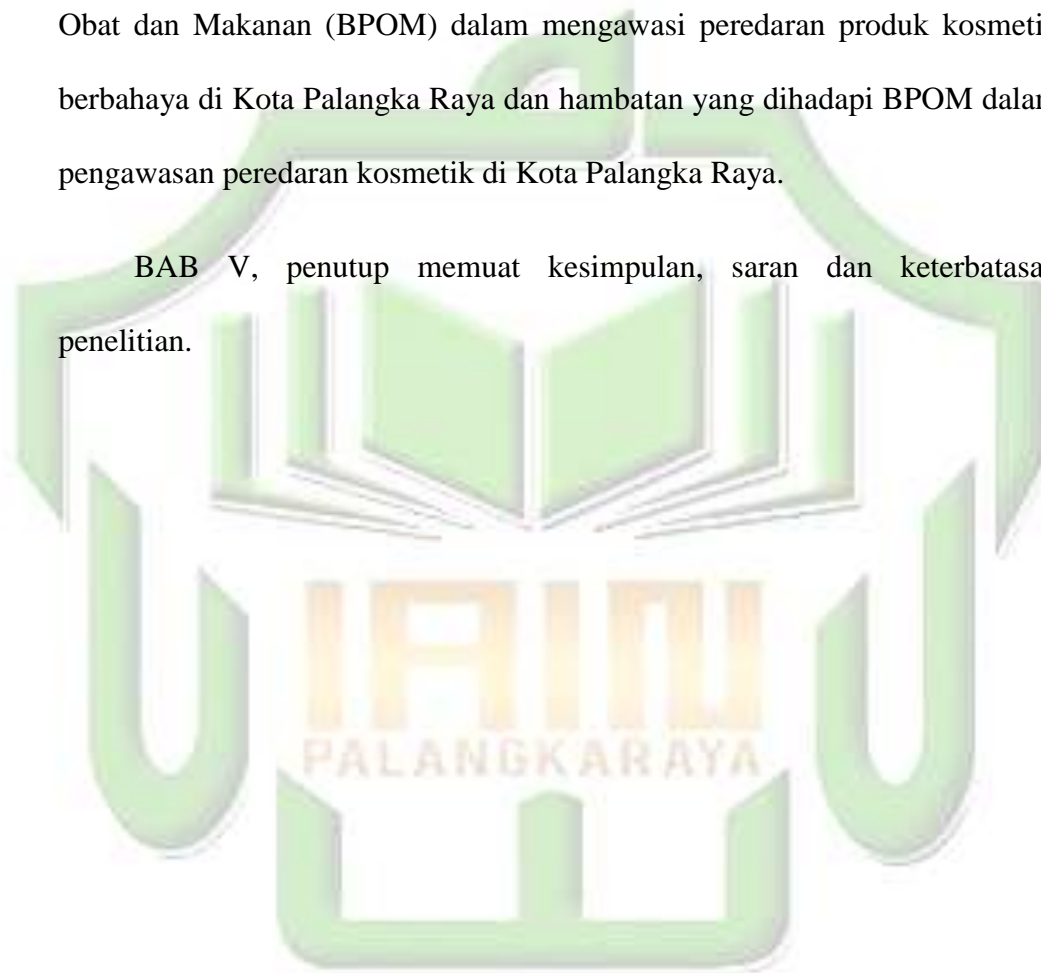 Obat dan Makanan (BPOM) dalam mengawasi peredaran produk kosmeti
berbahaya di Kota Palangka Raya dan hambatan yang dihadapi BPOM dalam
pengawasan peredaran kosmetik di Kota Palangka Raya.
BAB V, penutup memuat kesimpulan, saran dan keterbatasa
penelitian.
IAIN
PALANGKARAYA